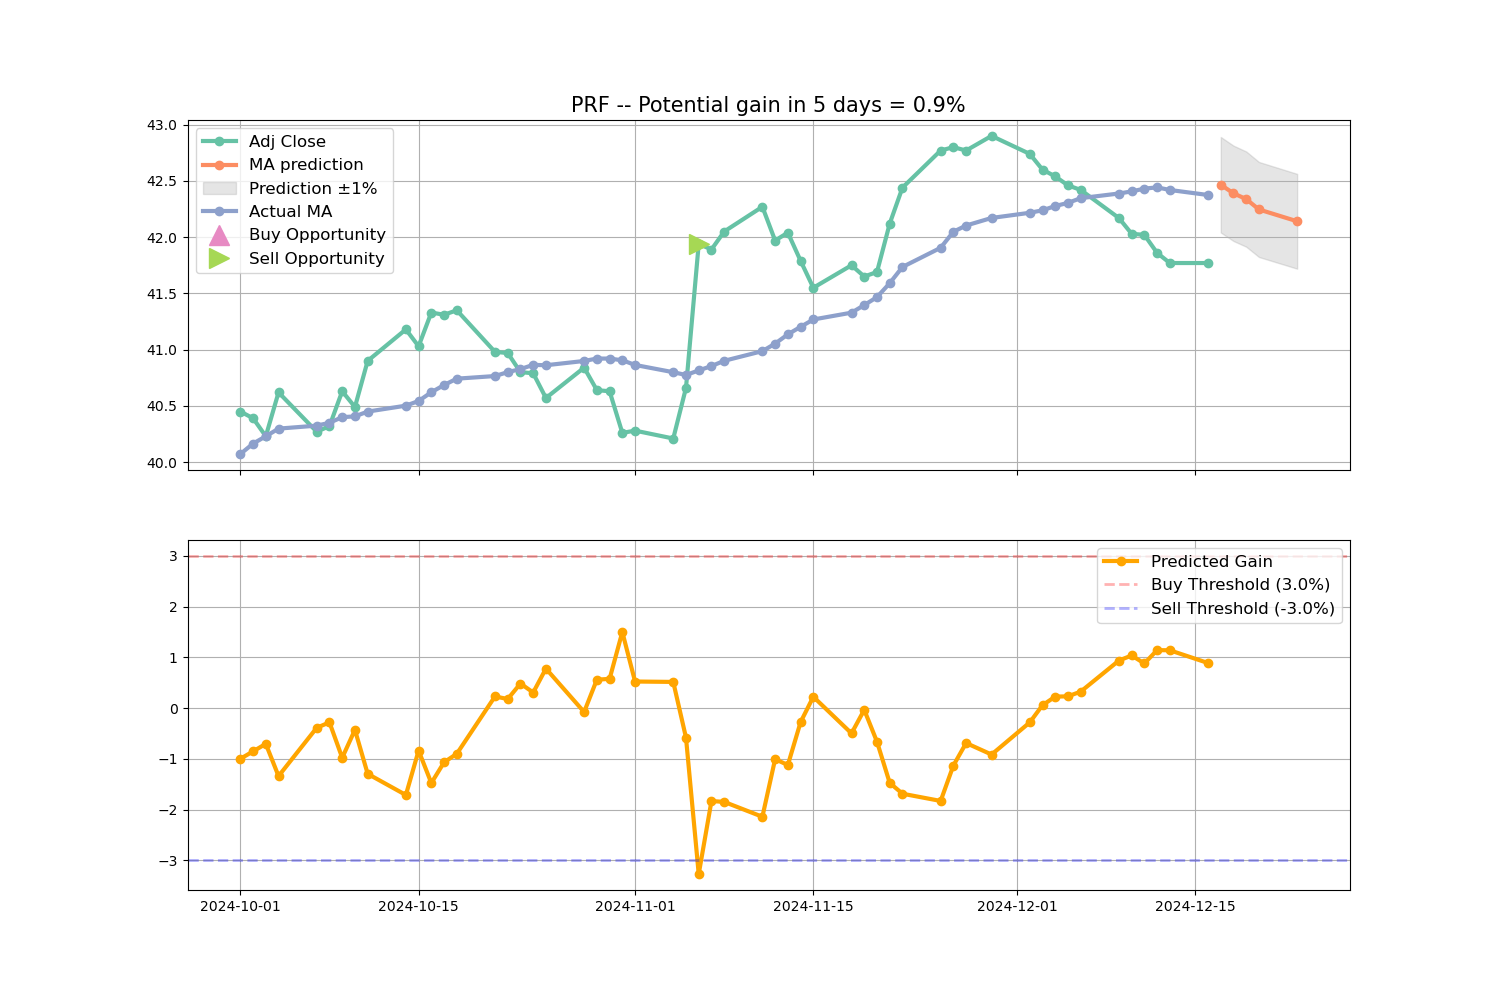 PRF -- Potential gain in 5 days = 0.9%
43.0
42.5
42.0
41.5
41.0
40.5
40.0
Adj Close
MA prediction
Prediction ±1%
Actual MA
Buy Opportunity
Sell Opportunity
3
2
1
0
−1
−2
−3
Predicted Gain
Buy Threshold (3.0%)
Sell Threshold (-3.0%)
2024-10-01
2024-10-15
2024-11-01
2024-11-15
2024-12-01
2024-12-15